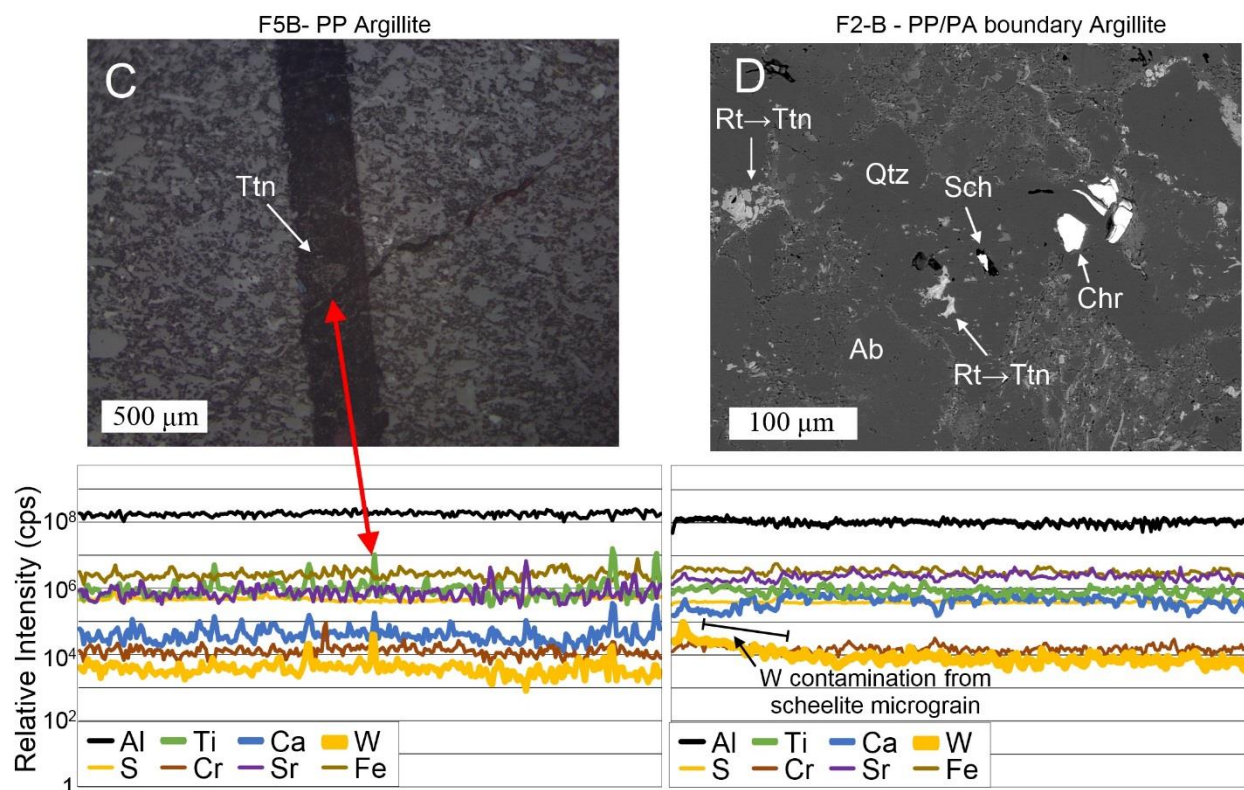 F5B- PP Argillite
F2-B - PP/PA boundary Argillite
C
Ttn
500 µm
D
Rt→Ttn
Qtz
Sch
Chr
Ab
Rt→Ttn
100 µm
Relative Intensity (cps)
10⁸
10⁶
10⁴
10²
1
W contamination from
scheelite micrograin
Al Ti Ca W
S Cr Sr Fe
Al Ti Ca W
S Cr Sr Fe